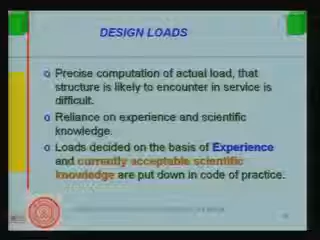 DESIGN LOADS
Precise computation of actual load, that
structure is likely to encounter in service is
difficult.
Reliance on experience and scientific
knowledge.
Loads decided on the basis of Experience
and currently acceptable scientific
knowledge are put down in code of practice.